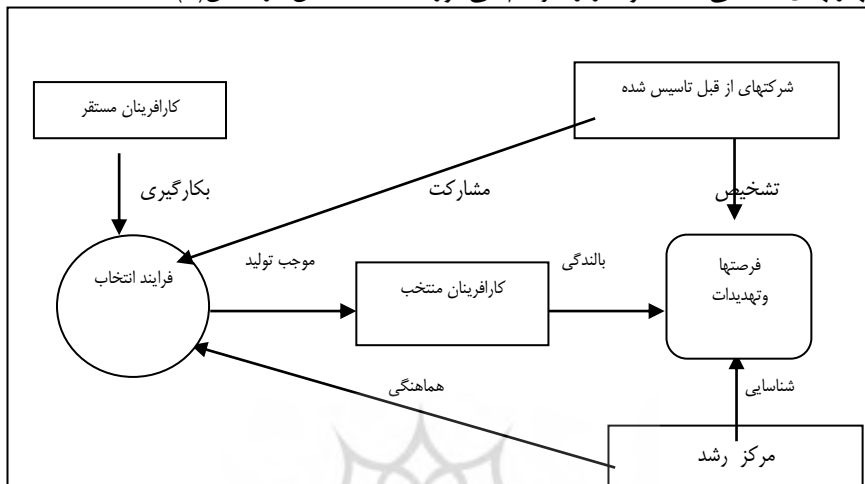 شرکتهای از قبل تاسیس شده
کارافرینان مستقر
بکارگیری
مشارکت
تشخیص
فرایند انتخاب
موجب تولید
کارافرینان منتخب
بالندگی
فرصتها
وتهدیدات
هماهنگی
شناسایی
مرکز رشد